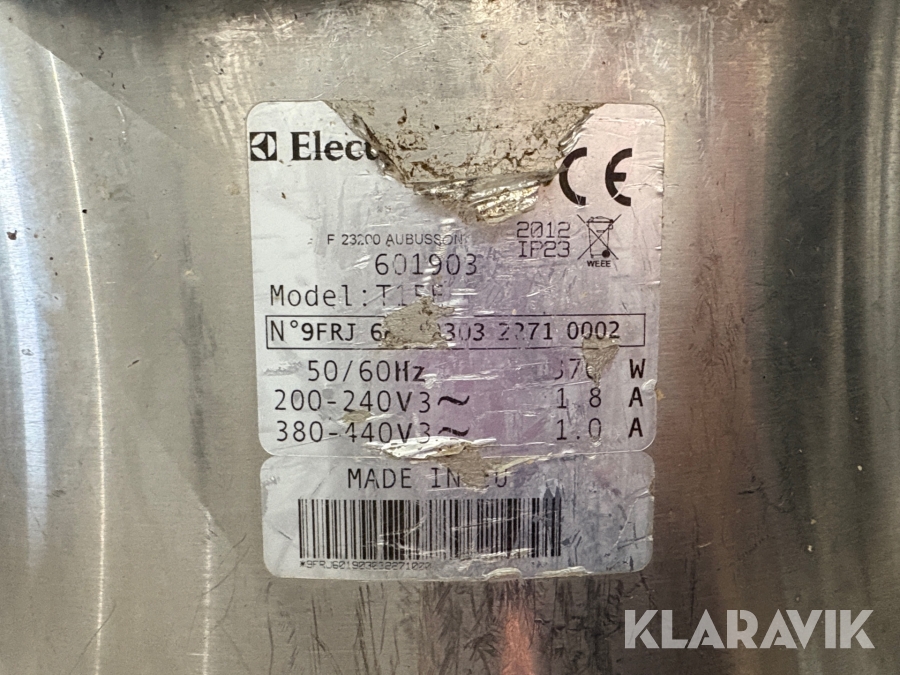 CE
2012
F 23200 AUBUSSON
IP23
WEEE
601903
Model:
N°9FRJ 0002
50/60Hz W
200-240V3~ 1.8 A
380-440V3~ 1.0 A
MADE IN
KLARAVIK